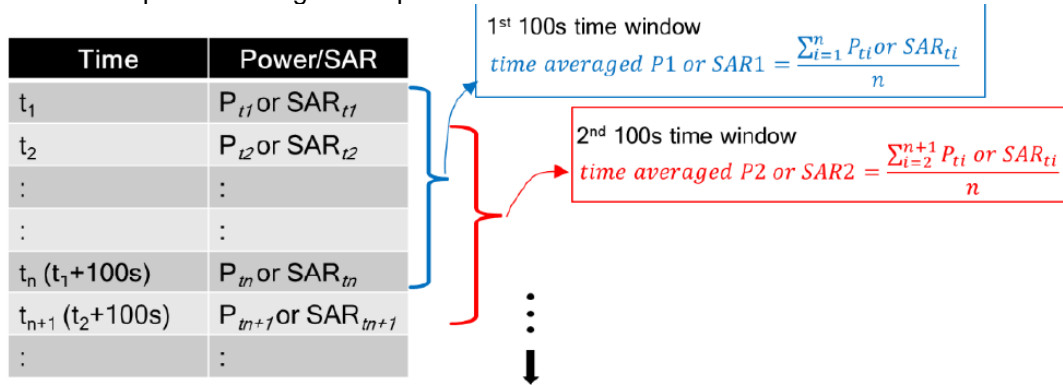 1st 100s time window
time averaged P1 or SAR1 = ∑ⁿᵢ₌₁ Pti or SARti / n
2nd 100s time window
time averaged P2 or SAR2 = ∑ⁿ⁺¹ᵢ₌₂ Pti or SARti / n
Time Power/SAR
t1 Pt1 or SARt1
t2 Pt2 or SARt2
: :
: :
tn (t1+100s) Ptn or SARtn
tn+1 (t2+100s) Ptn+1 or SARtn+1
: :